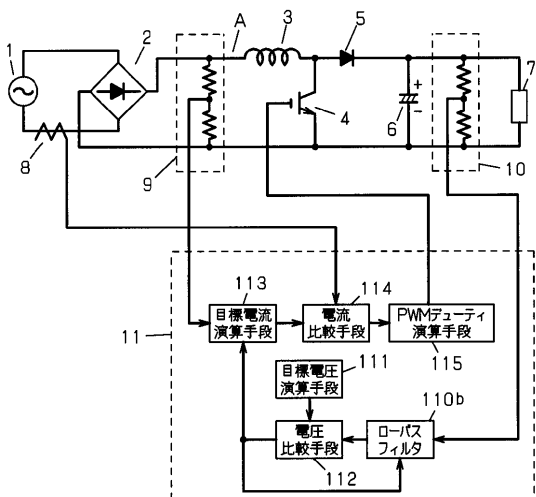 A
3
5
1
2
4
+
−
6
7
8
9
10
11
113
目標電流
演算手段
114
電流
比較手段
PWMデューティ
演算手段
115
目標電圧
演算手段
111
電圧
比較手段
112
110b
ローパス
フィルタ